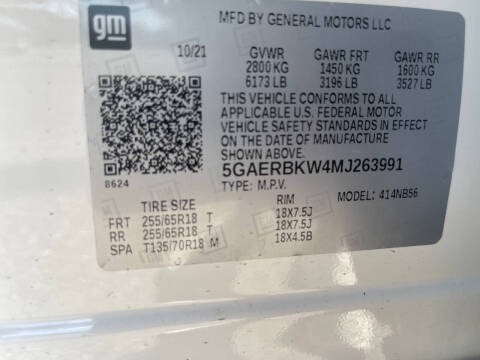 gm
MFD BY GENERAL MOTORS LLC
10/21 GVWR GAWR FRT GAWR RR
2800 KG 1450 KG 1600 KG
6173 LB 3196 LB 3527 LB
THIS VEHICLE CONFORMS TO ALL
APPLICABLE U.S. FEDERAL MOTOR
VEHICLE SAFETY STANDARDS IN EFFECT
ON THE DATE OF MANUFACTURE
SHOWN ABOVE.
8624
5GAERBKW4MJ263991
TYPE: M.P.V. MODEL: 414NB56
TIRE SIZE RIM
FRT 255/65R18 T 18X7.5J
RR 255/65R18 T 18X7.5J
SPA T135/70R18 M 18X4.5B